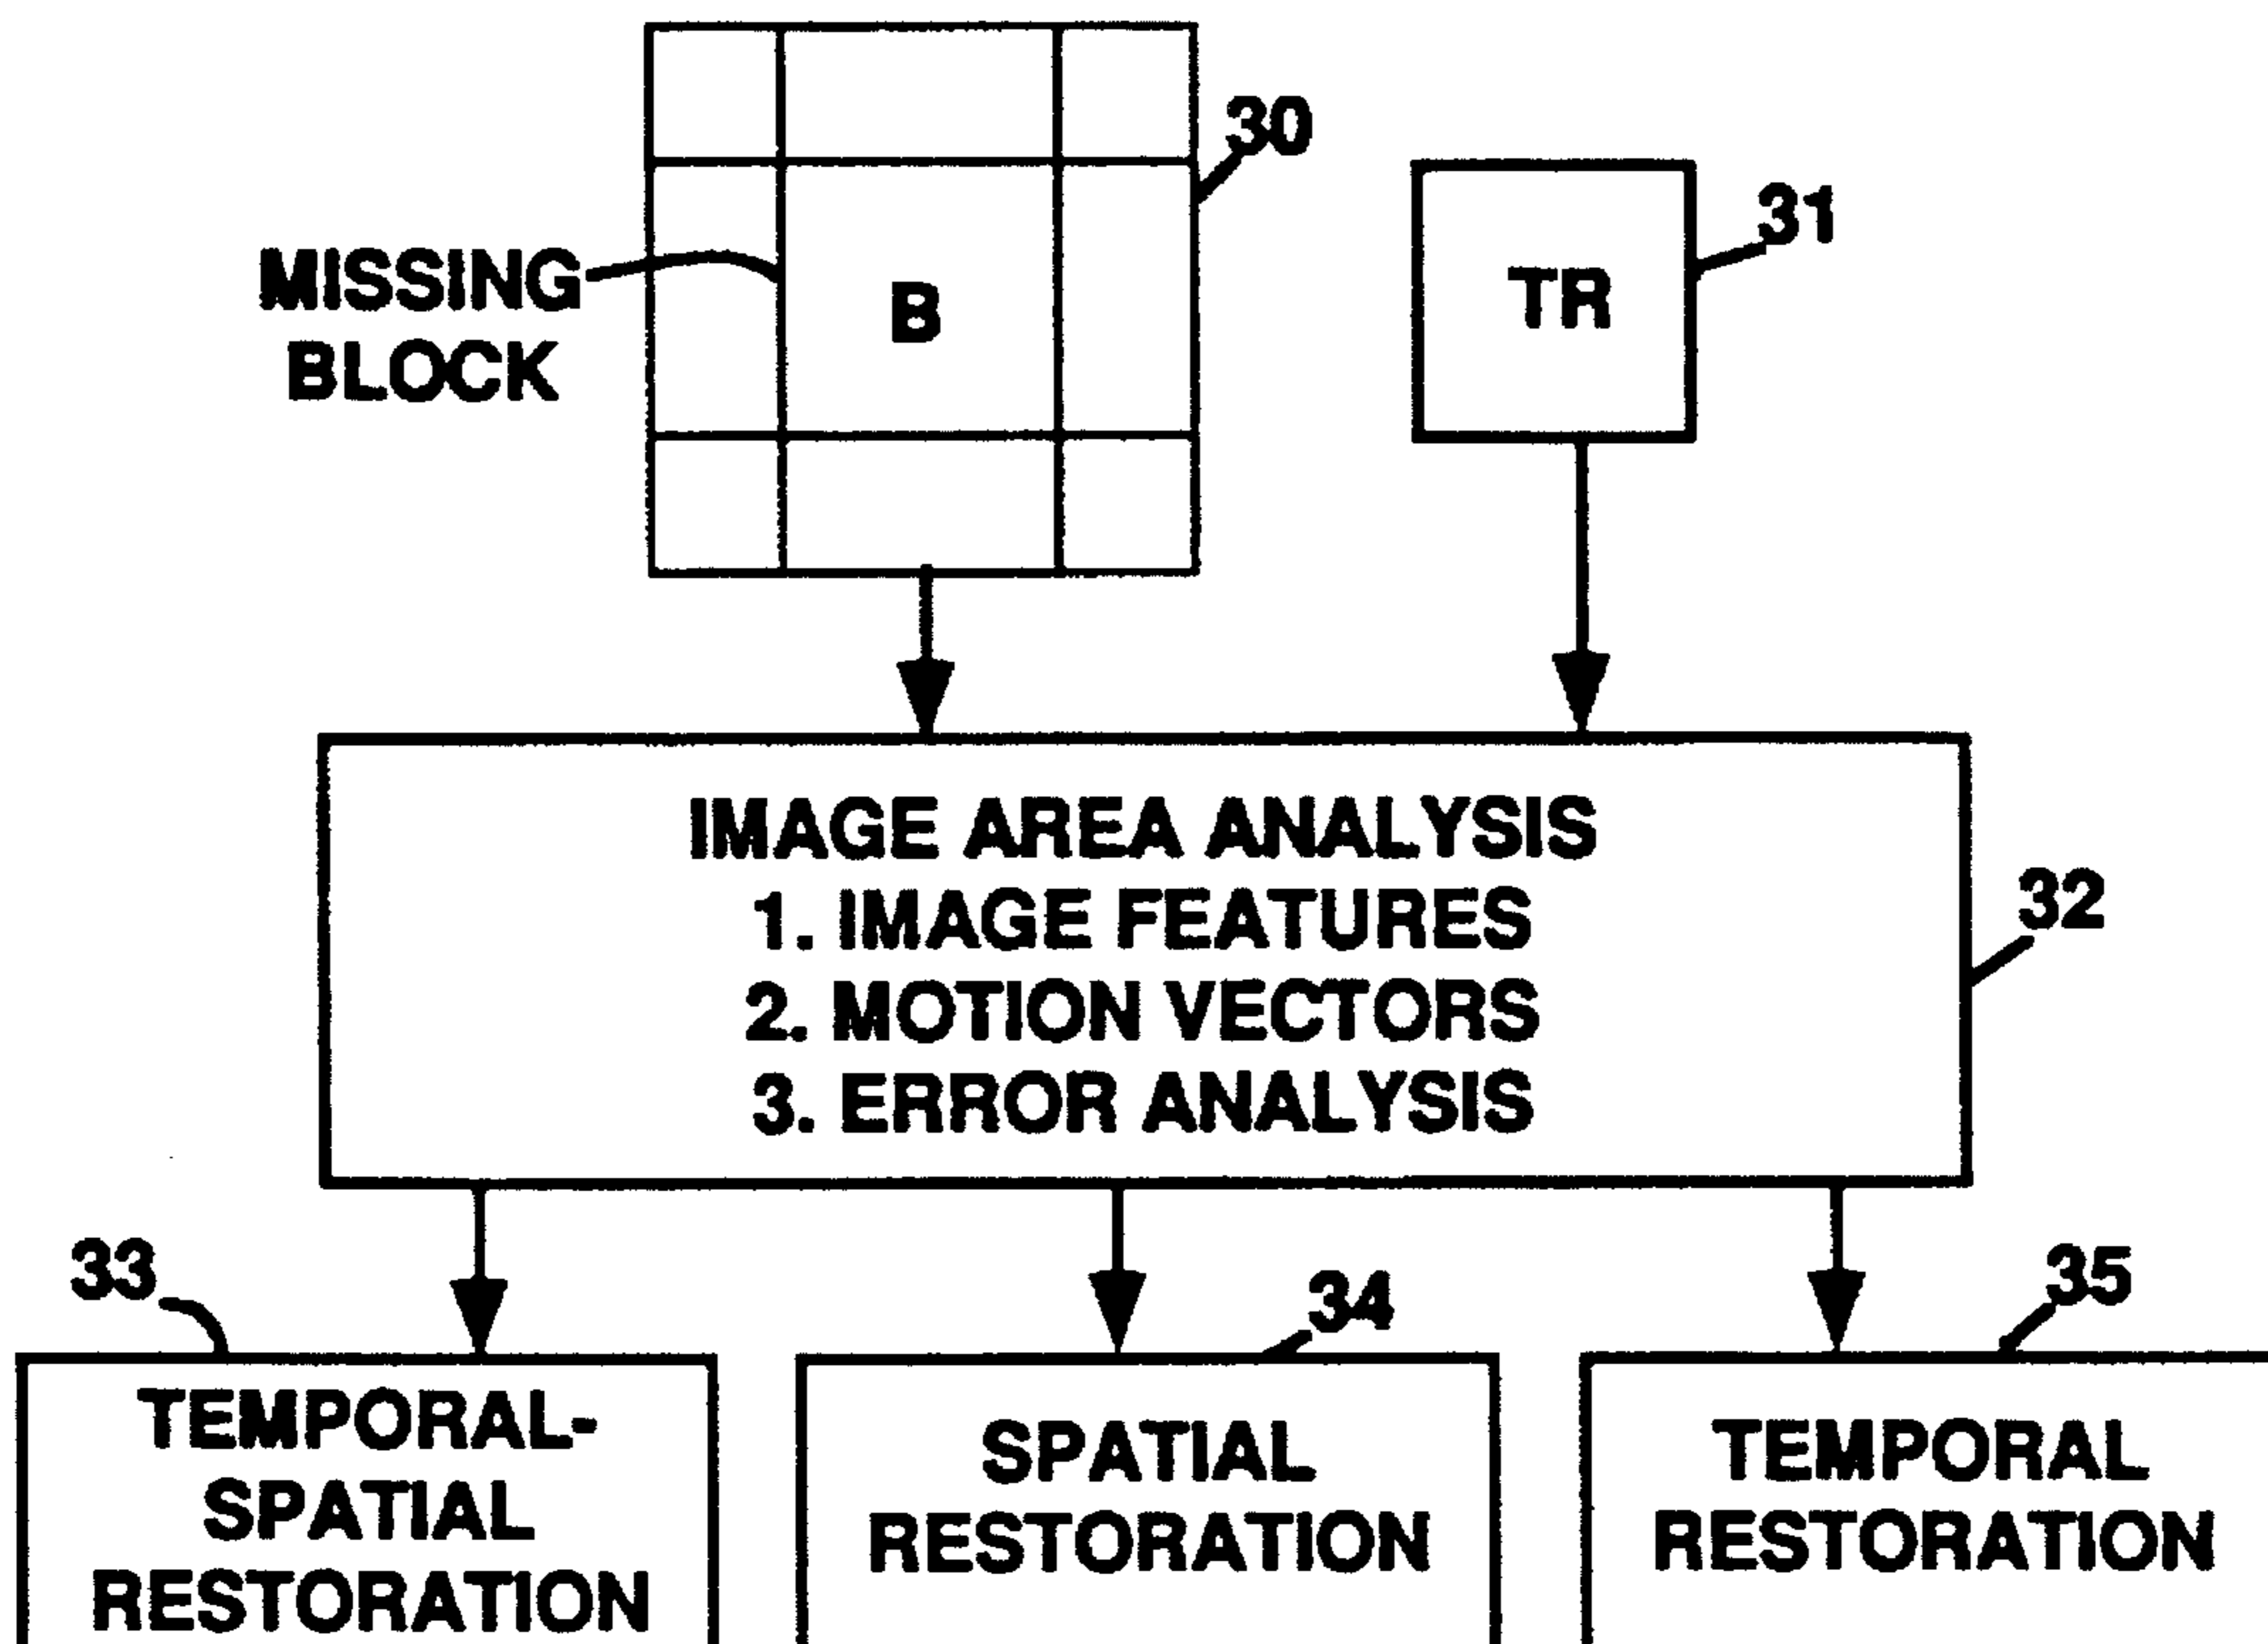 30
31
MISSING
BLOCK
B
TR
IMAGE AREA ANALYSIS
1. IMAGE FEATURES
2. MOTION VECTORS
3. ERROR ANALYSIS
32
33
34
35
TEMPORAL-
SPATIAL
RESTORATION
SPATIAL
RESTORATION
TEMPORAL
RESTORATION